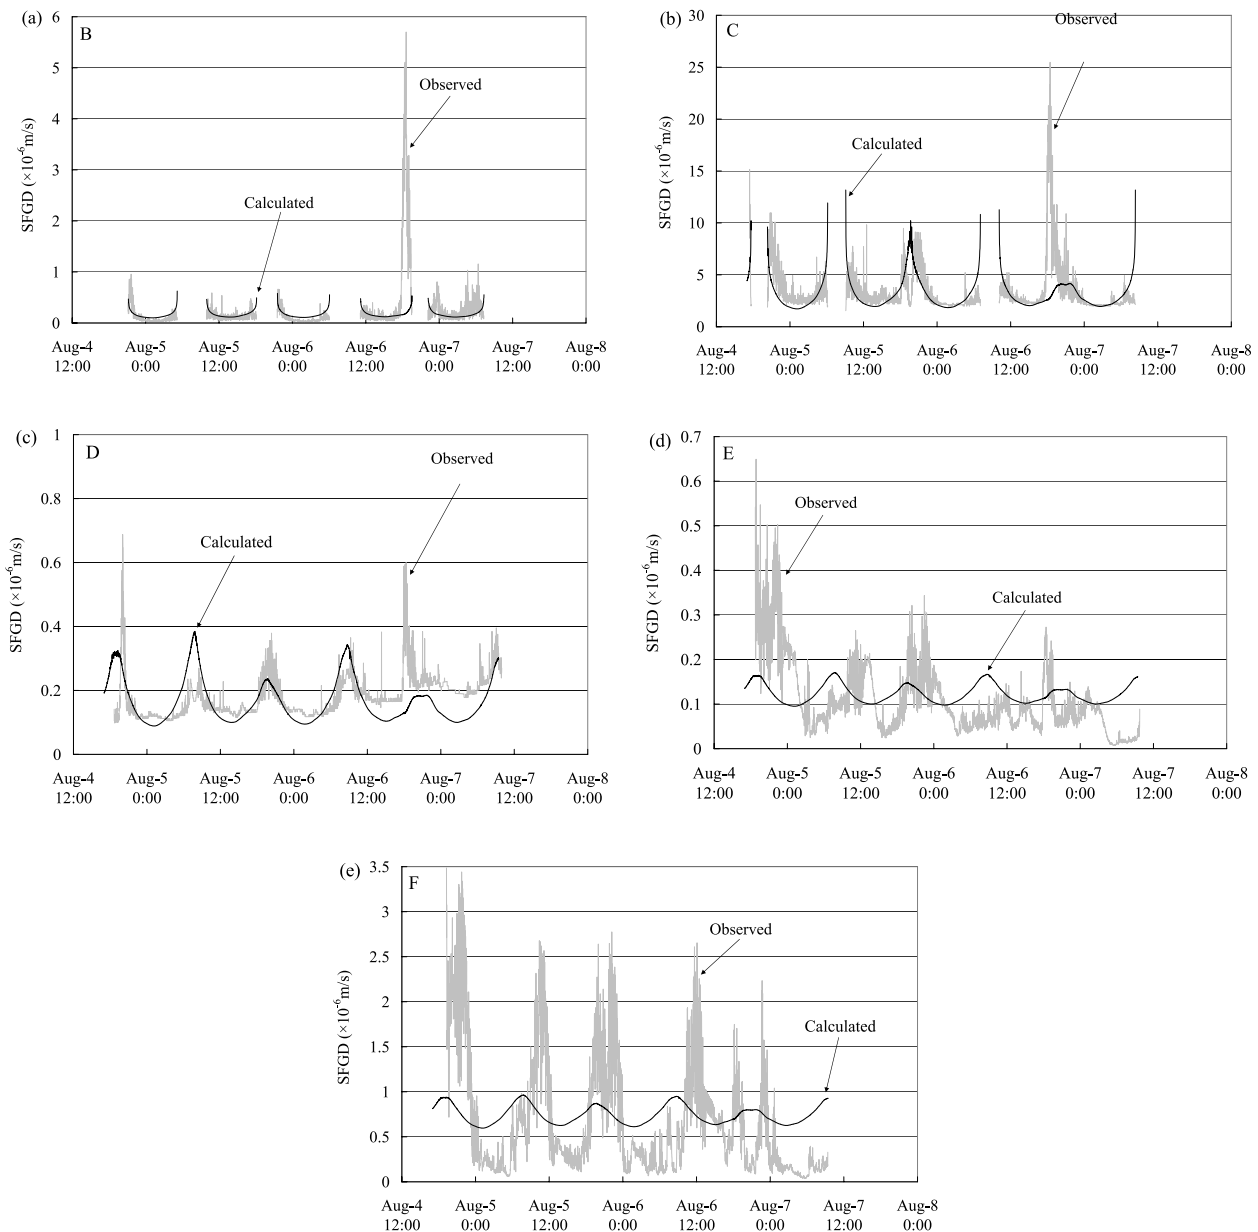 (a)
B
6
5
4
3
2
1
0
SFGD (×10⁻⁶m/s)
Observed
Calculated
Aug-4 Aug-5 Aug-5 Aug-6 Aug-6 Aug-7 Aug-7 Aug-8
12:00 0:00 12:00 0:00 12:00 0:00 12:00 0:00
(b)
C
30
25
20
15
10
5
0
SFGD (×10⁻⁶m/s)
Observed
Calculated
Aug-4 Aug-5 Aug-5 Aug-6 Aug-6 Aug-7 Aug-7 Aug-8
12:00 0:00 12:00 0:00 12:00 0:00 12:00 0:00
(c)
D
1
0.8
0.6
0.4
0.2
0
SFGD (×10⁻⁶m/s)
Observed
Calculated
Aug-4 Aug-5 Aug-5 Aug-6 Aug-6 Aug-7 Aug-7 Aug-8
12:00 0:00 12:00 0:00 12:00 0:00 12:00 0:00
(d)
E
0.7
0.6
0.5
0.4
0.3
0.2
0.1
0
SFGD (×10⁻⁶m/s)
Observed
Calculated
Aug-4 Aug-5 Aug-5 Aug-6 Aug-6 Aug-7 Aug-7 Aug-8
12:00 0:00 12:00 0:00 12:00 0:00 12:00 0:00
(e)
F
3.5
3
2.5
2
1.5
1
0.5
0
SFGD (×10⁻⁶m/s)
Observed
Calculated
Aug-4 Aug-5 Aug-5 Aug-6 Aug-6 Aug-7 Aug-7 Aug-8
12:00 0:00 12:00 0:00 12:00 0:00 12:00 0:00